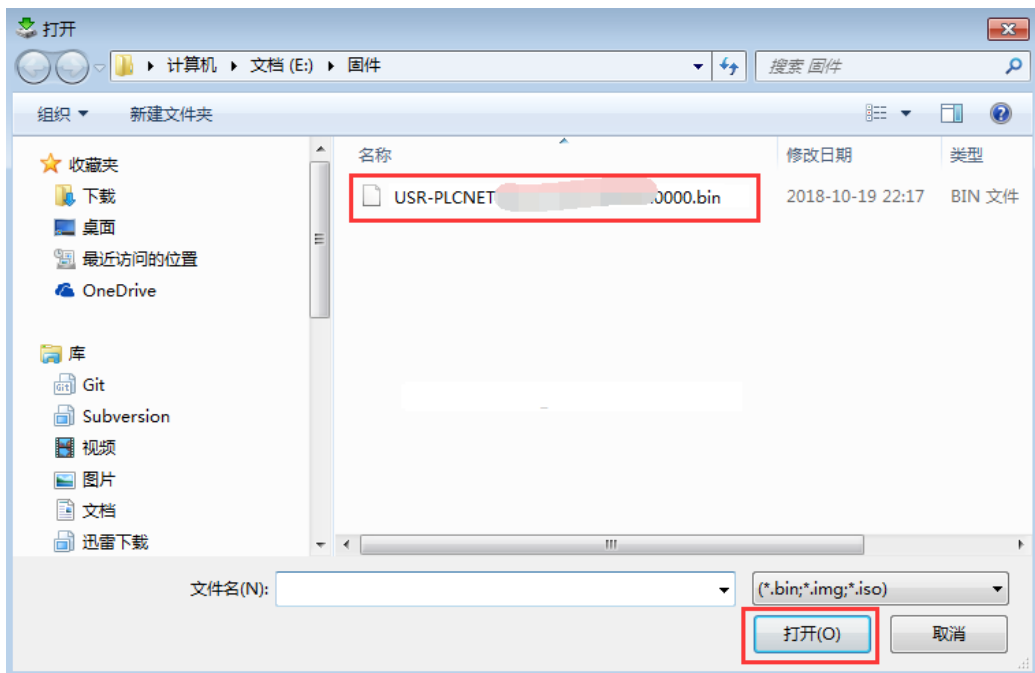 打开
计算机 文档 (E:) 固件
搜索 固件
组织 新建文件夹
名称 修改日期 类型
收藏夹
下载
桌面
最近访问的位置
OneDrive
库
Git
Subversion
视频
图片
文档
迅雷下载
USR-PLCNET .0000.bin 2018-10-19 22:17 BIN 文件
文件名(N): (*.bin;*.img;*.iso)
打开(O) 取消